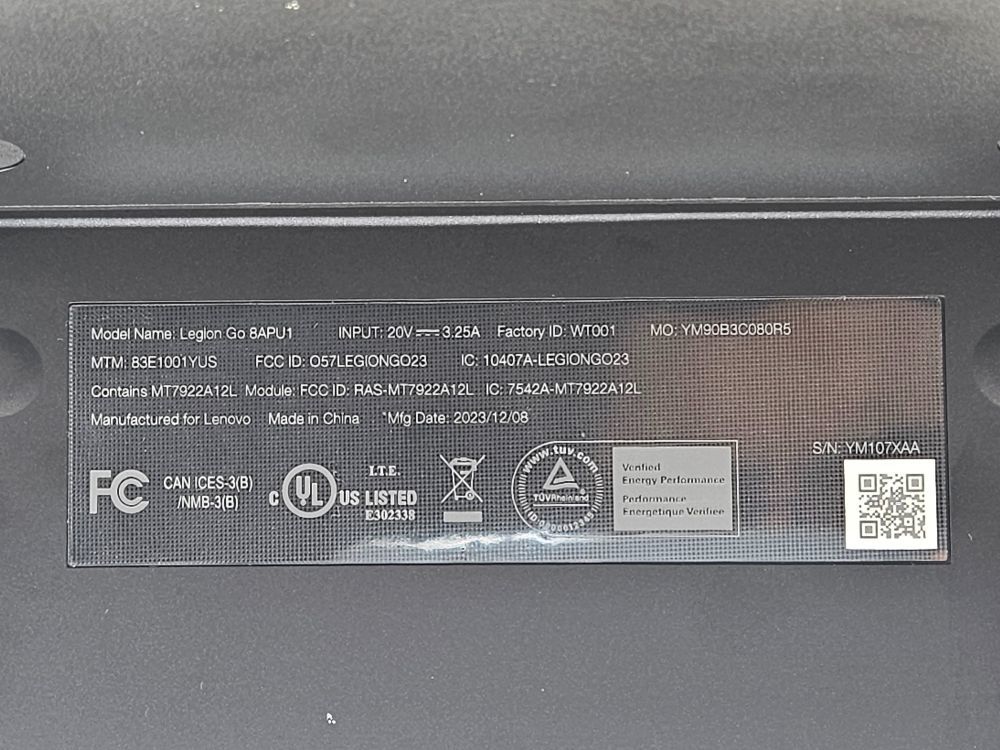 Model Name: Legion Go 8APU1 INPUT: 20V⎓3.25A Factory ID: WT001 MO: YM90B3C080R5
MTM: 83E1001YUS FCC ID: O57LEGIONGO23 IC: 10407A-LEGIONGO23
Contains MT7922A12L Module: FCC ID: RAS-MT7922A12L IC: 7542A-MT7922A12L
Manufactured for Lenovo Made in China *Mfg Date: 2023/12/08
S/N: YM107XAA
FC
CAN ICES-3(B)
/NMB-3(B)
C UL US LISTED
I.T.E.
E302338
www.tuv.com
TÜVRheinland
Verified
Energy Performance
Performance
Energetique Verifiee